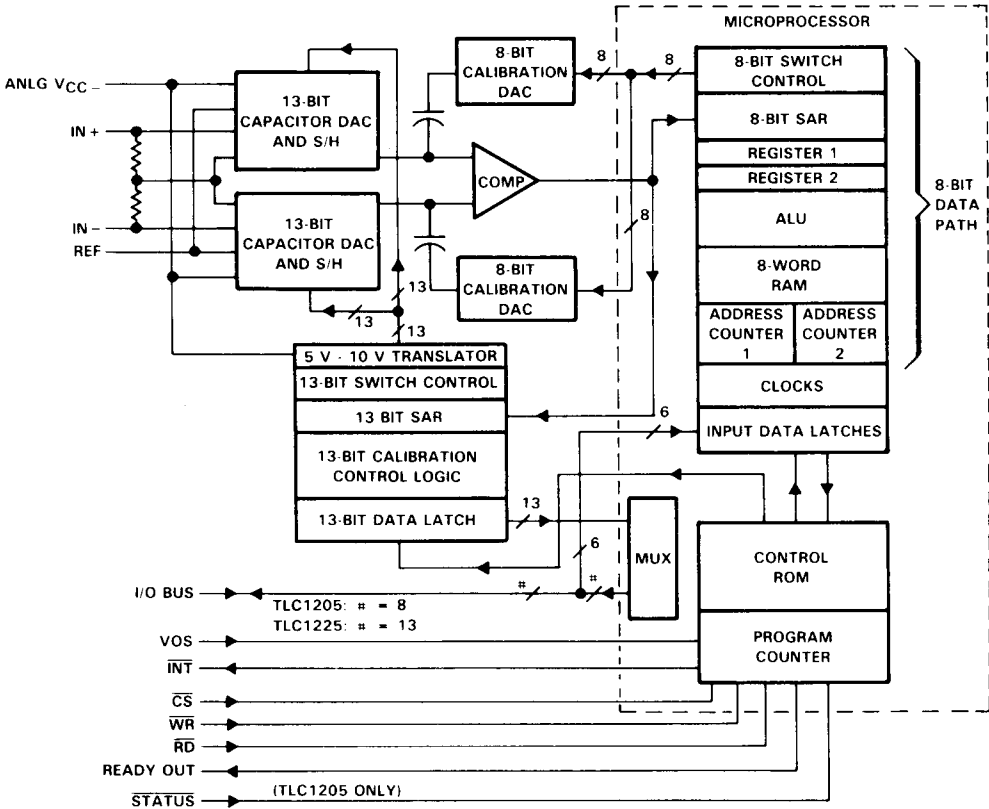 MICROPROCESSOR
8-BIT
CALIBRATION
DAC
8
8
8-BIT SWITCH
CONTROL
8-BIT SAR
REGISTER 1
REGISTER 2
ALU
8-WORD
RAM
ADDRESS
COUNTER
1
ADDRESS
COUNTER
2
CLOCKS
INPUT DATA LATCHES
8-BIT
DATA
PATH
ANLG VCC –
IN +
IN –
REF
13-BIT
CAPACITOR DAC
AND S/H
13-BIT
CAPACITOR DAC
AND S/H
COMP
8
8-BIT
CALIBRATION
DAC
13
13
13
5 V - 10 V TRANSLATOR
13-BIT SWITCH CONTROL
13 BIT SAR
13-BIT CALIBRATION
CONTROL LOGIC
13-BIT DATA LATCH
6
13
6
MUX
CONTROL
ROM
PROGRAM
COUNTER
I/O BUS
#
#
TLC1205: # = 8
TLC1225: # = 13
VOS
INT
CS
WR
RD
READY OUT
STATUS
(TLC1205 ONLY)